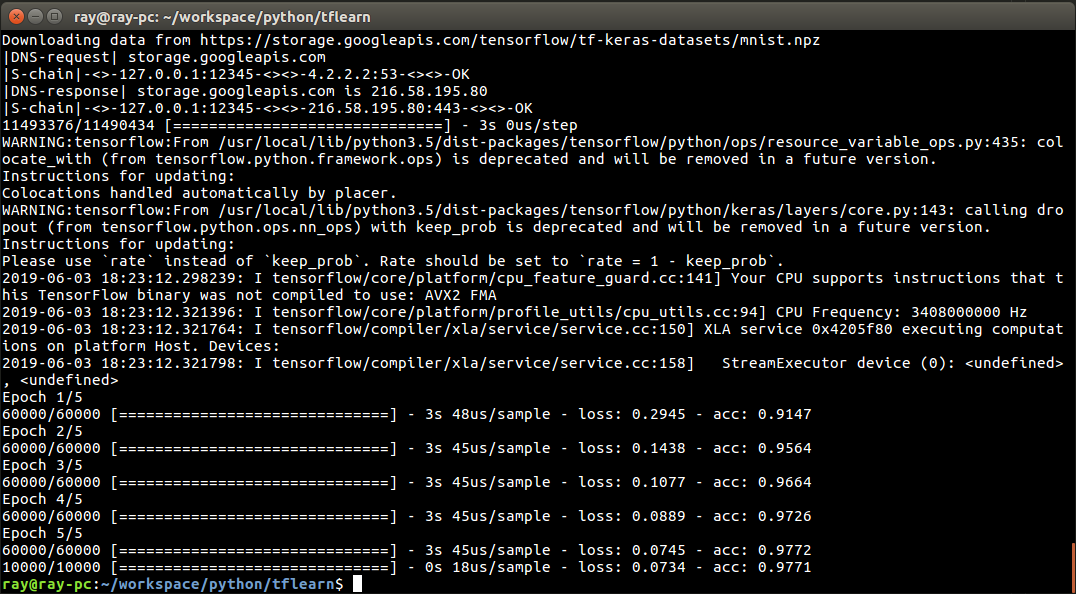 ray@ray-pc: ~/workspace/python/tflearn
Downloading data from https://storage.googleapis.com/tensorflow/tf-keras-datasets/mnist.npz
|DNS-request| storage.googleapis.com
|S-chain|-<>-127.0.0.1:12345-<><>-4.2.2.2:53-<><>-OK
|DNS-response| storage.googleapis.com is 216.58.195.80
|S-chain|-<>-127.0.0.1:12345-<><>-216.58.195.80:443-<><>-OK
11493376/11490434 [==============================] - 3s 0us/step
WARNING:tensorflow:From /usr/local/lib/python3.5/dist-packages/tensorflow/python/ops/resource_variable_ops.py:435: col
ocate_with (from tensorflow.python.framework.ops) is deprecated and will be removed in a future version.
Instructions for updating:
Colocations handled automatically by placer.
WARNING:tensorflow:From /usr/local/lib/python3.5/dist-packages/tensorflow/python/keras/layers/core.py:143: calling dro
pout (from tensorflow.python.ops.nn_ops) with keep_prob is deprecated and will be removed in a future version.
Instructions for updating:
Please use `rate` instead of `keep_prob`. Rate should be set to `rate = 1 - keep_prob`.
2019-06-03 18:23:12.298239: I tensorflow/core/platform/cpu_feature_guard.cc:141] Your CPU supports instructions that t
his TensorFlow binary was not compiled to use: AVX2 FMA
2019-06-03 18:23:12.321396: I tensorflow/core/platform/profile_utils/cpu_utils.cc:94] CPU Frequency: 3408000000 Hz
2019-06-03 18:23:12.321764: I tensorflow/compiler/xla/service/service.cc:150] XLA service 0x4205f80 executing computat
ions on platform Host. Devices:
2019-06-03 18:23:12.321798: I tensorflow/compiler/xla/service/service.cc:158]   StreamExecutor device (0): <undefined>
, <undefined>
Epoch 1/5
60000/60000 [==============================] - 3s 48us/sample - loss: 0.2945 - acc: 0.9147
Epoch 2/5
60000/60000 [==============================] - 3s 45us/sample - loss: 0.1438 - acc: 0.9564
Epoch 3/5
60000/60000 [==============================] - 3s 45us/sample - loss: 0.1077 - acc: 0.9664
Epoch 4/5
60000/60000 [==============================] - 3s 45us/sample - loss: 0.0889 - acc: 0.9726
Epoch 5/5
60000/60000 [==============================] - 3s 45us/sample - loss: 0.0745 - acc: 0.9772
10000/10000 [==============================] - 0s 18us/sample - loss: 0.0734 - acc: 0.9771
ray@ray-pc:~/workspace/python/tflearn$